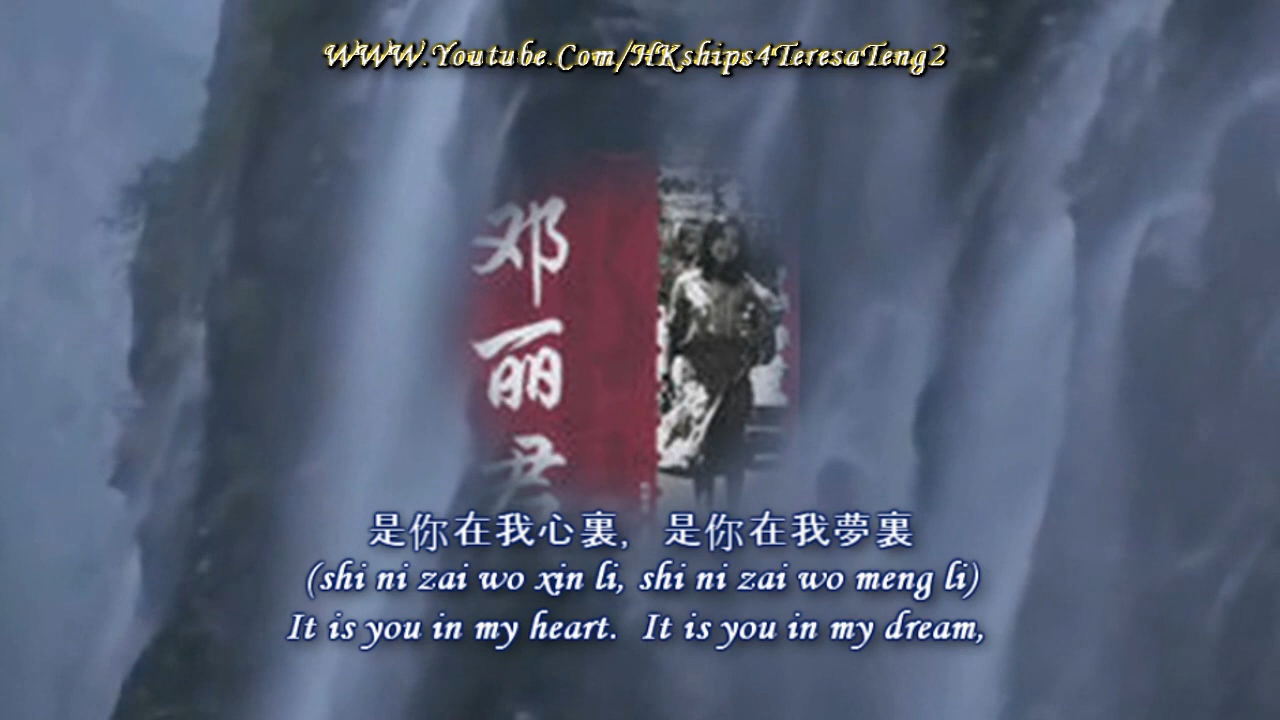 WWW.Youtube.Com/HKships4TeresaTeng2
邓
丽
君
是你在我心裏, 是你在我夢裏
(shi ni zai wo xin li, shi ni zai wo meng li)
It is you in my heart.  It is you in my dream,